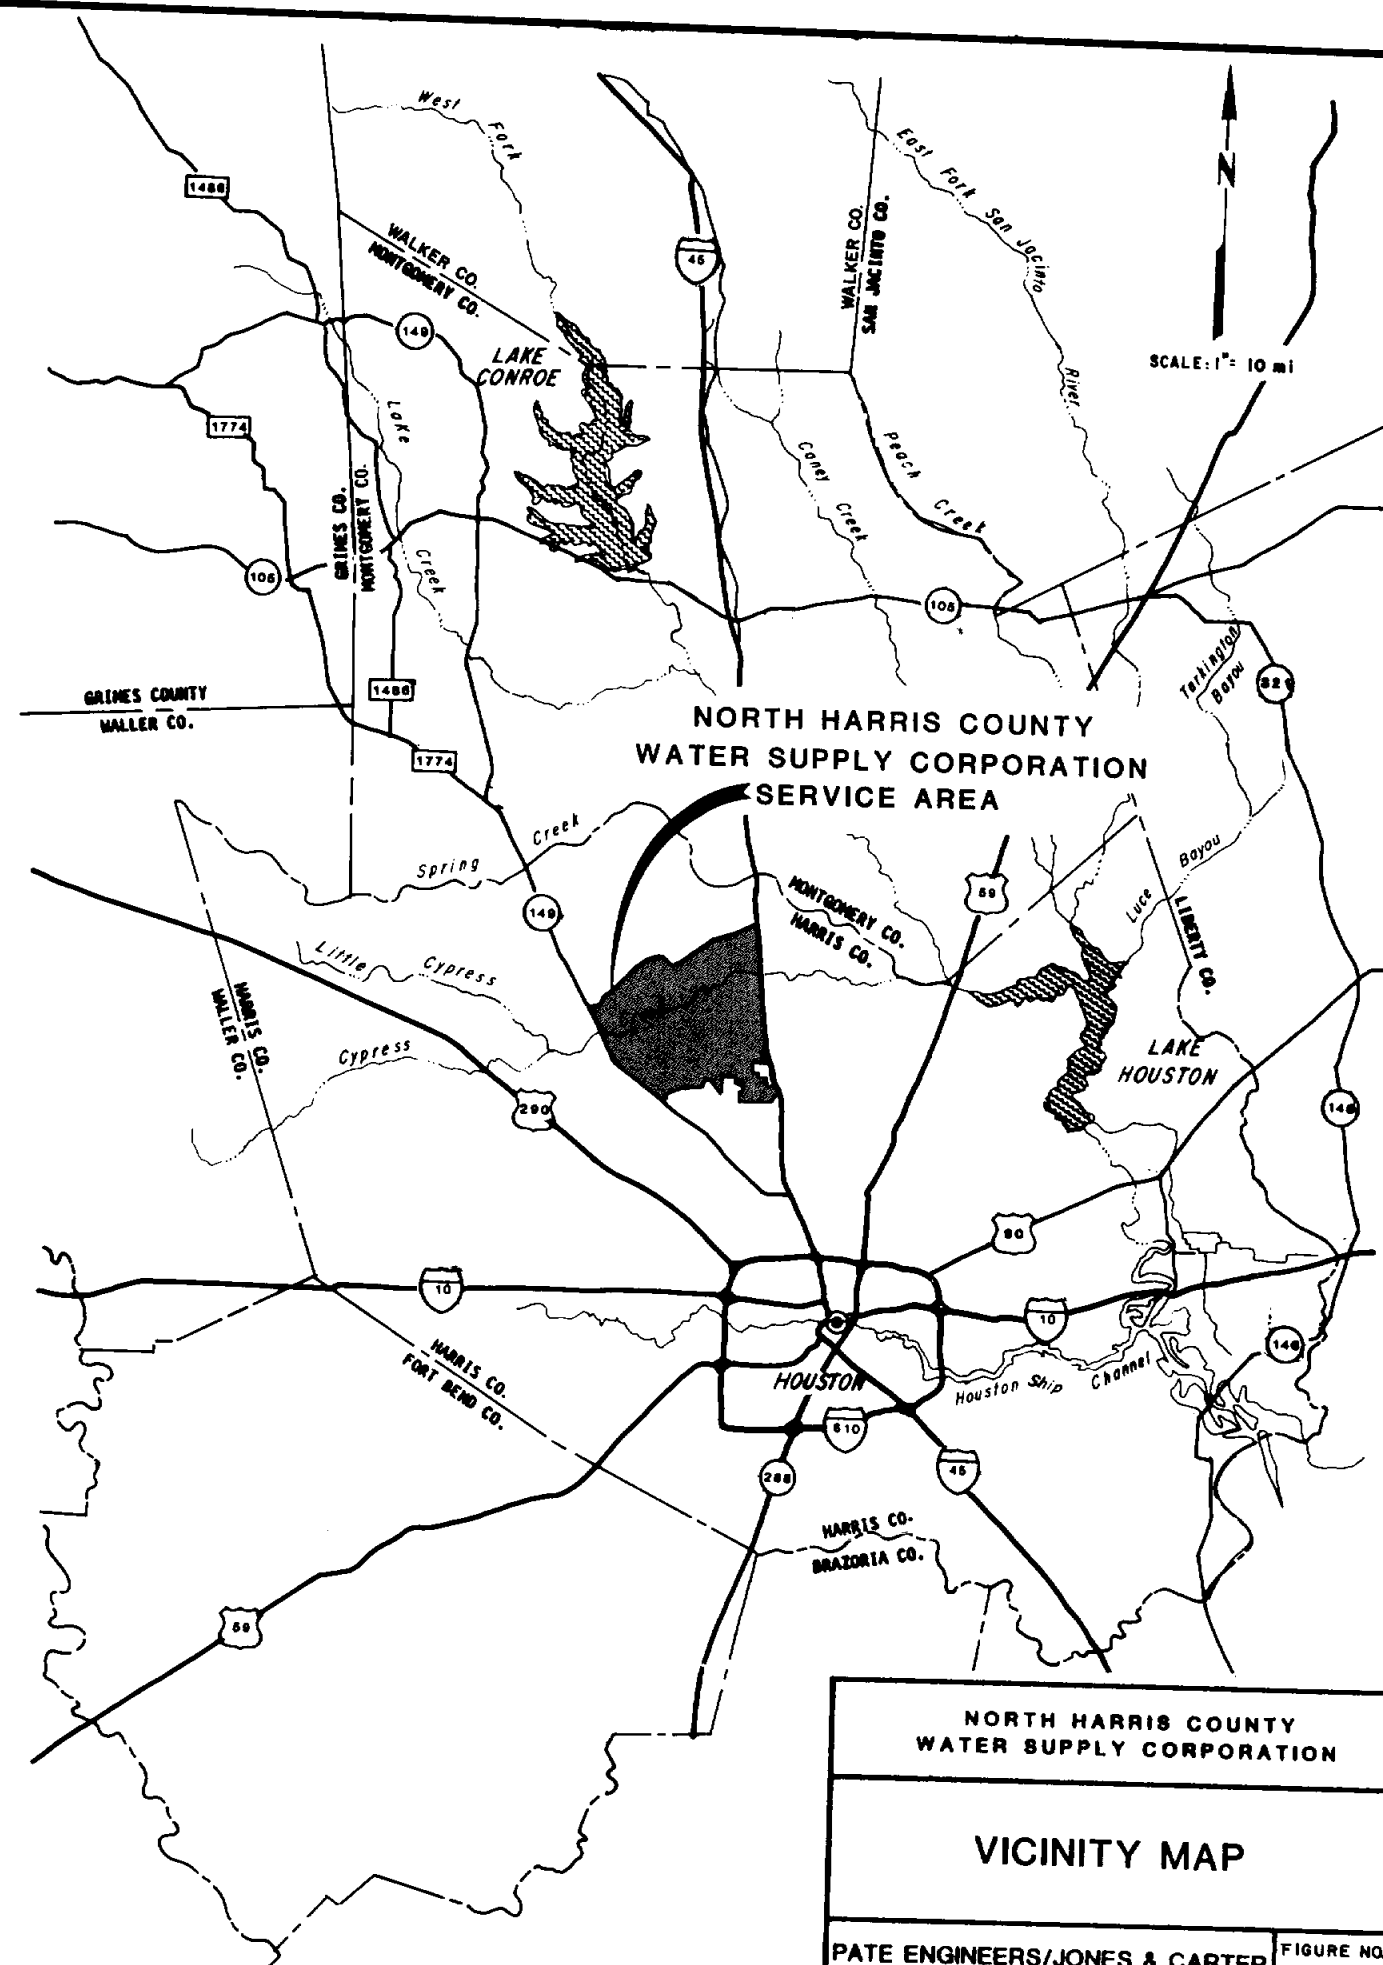 West
Fork
East Fork San Jacinto
River
N
1486
WALKER CO.
MONTGOMERY CO.
45
WALKER CO.
SAN JACINTO CO.
149
LAKE
CONROE
SCALE: 1"= 10 mi
Lake
Creek
1774
Caney Creek
Peach Creek
GRIMES CO.
MONTGOMERY CO.
105
105
Tarkington
Bayou
321
GRIMES COUNTY
WALLER CO.
1486
1774
NORTH HARRIS COUNTY
WATER SUPPLY CORPORATION
SERVICE AREA
Spring Creek
149
MONTGOMERY CO.
HARRIS CO.
59
Luce Bayou
LIBERTY CO.
Little Cypress
HARRIS CO.
WALLER CO.
Cypress
LAKE
HOUSTON
290
146
90
10
10
HARRIS CO.
FORT BEND CO.
HOUSTON
Houston Ship Channel
146
610
288
45
HARRIS CO.
BRAZORIA CO.
59
NORTH HARRIS COUNTY
WATER SUPPLY CORPORATION
VICINITY MAP
PATE ENGINEERS/JONES & CARTER
FIGURE NO.